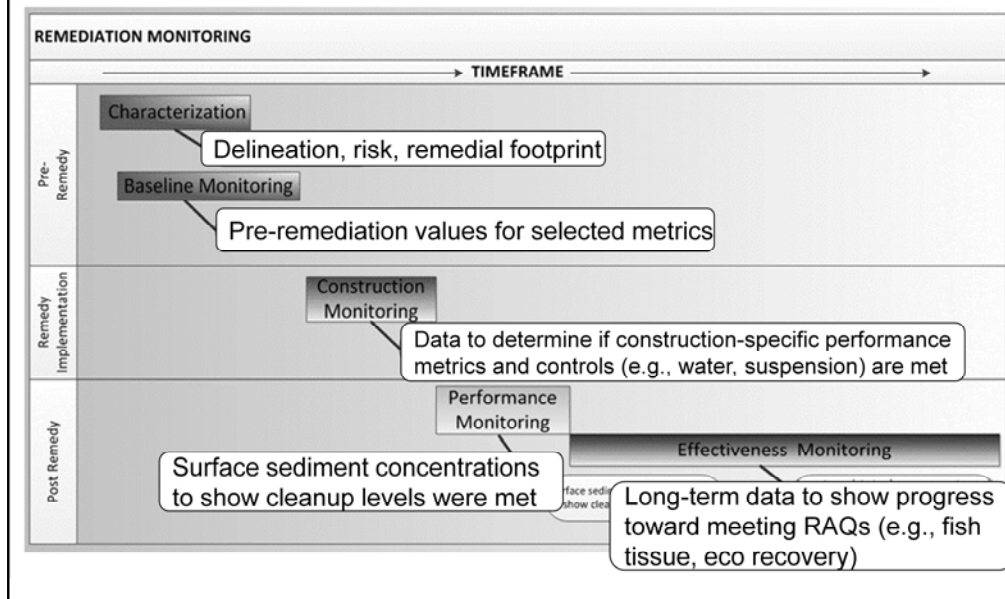 REMEDIATION MONITORING
TIMEFRAME
Pre-
Remedy
Characterization
Delineation, risk, remedial footprint
Baseline Monitoring
Pre-remediation values for selected metrics
Remedy
Implementation
Construction
Monitoring
Data to determine if construction-specific performance
metrics and controls (e.g., water, suspension) are met
Post Remedy
Performance
Monitoring
Effectiveness Monitoring
Surface sediment concentrations
to show cleanup levels were met
show clea
Long-term data to show progress
toward meeting RAQs (e.g., fish
tissue, eco recovery)